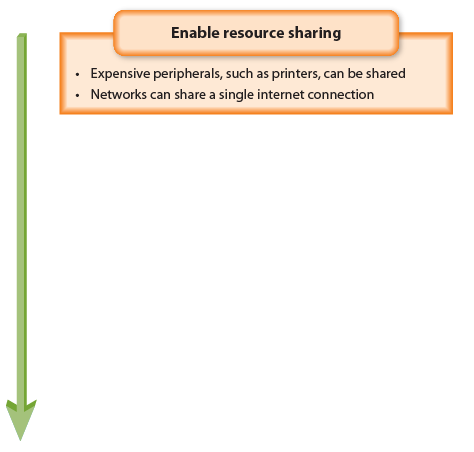 Enable resource sharing
• Expensive peripherals, such as printers, can be shared
• Networks can share a single internet connection